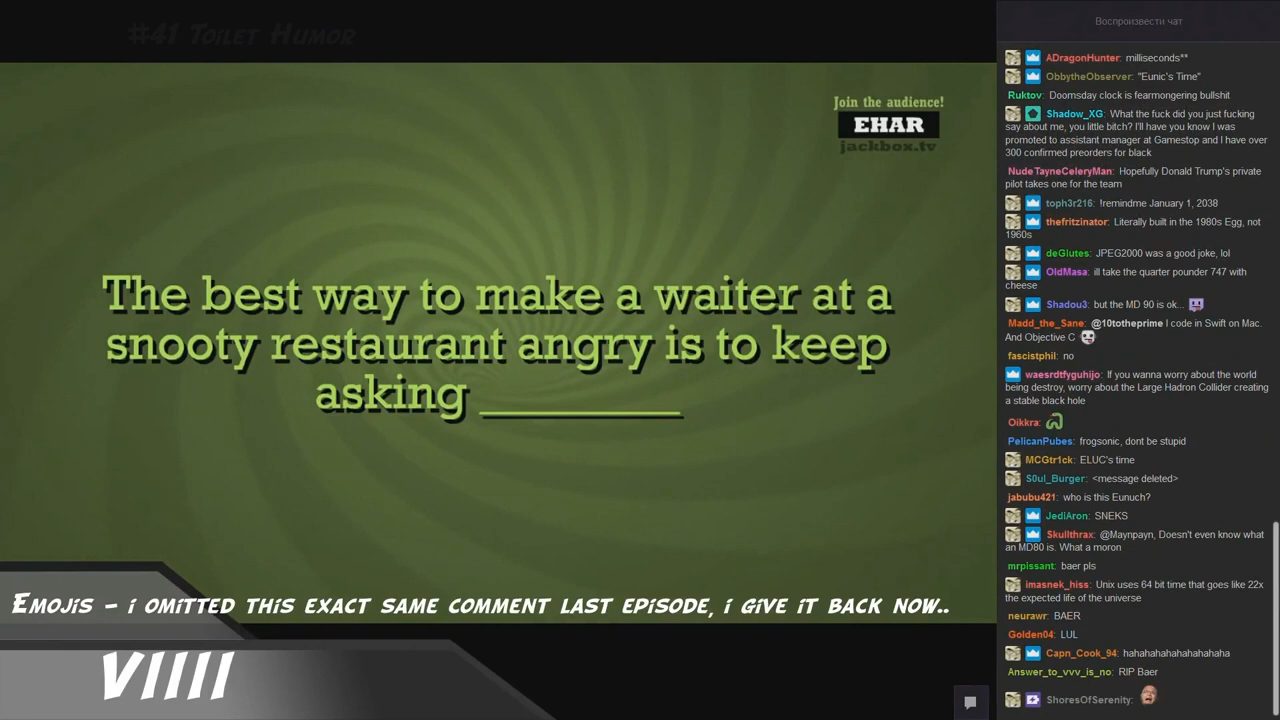 #41 Toilet Humor
Join the audience!
EHAR
jackbox.tv
The best way to make a waiter at a
snooty restaurant angry is to keep
asking __________
Emojis - i omitted this exact same comment last episode, i give it back now..
VIIII
Воспроизвести чат
ADragonHunter: milliseconds**
ObbytheObserver: "Eunic's Time"
Ruktov: Doomsday clock is fearmongering bullshit
Shadow_XG: What the fuck did you just fucking
say about me, you little bitch? I'll have you know I was
promoted to assistant manager at Gamestop and I have over
300 confirmed preorders for black
NudeTayneCeleryMan: Hopefully Donald Trump's private
pilot takes one for the team
toph3r216: !remindme January 1, 2038
thefritzinator: Literally built in the 1980s Egg, not
1960s
deGlutes: JPEG2000 was a good joke, lol
OldMasa: ill take the quarter pounder 747 with
cheese
Shadou3: but the MD 90 is ok...
Madd_the_Sane: @10totheprime I code in Swift on Mac.
And Objective C
fascistphil: no
waesrdtfyguhijo: If you wanna worry about the world
being destroy, worry about the Large Hadron Collider creating
a stable black hole
Oikkra:
PelicanPubes: frogsonic, dont be stupid
MCGtr1ck: ELUC's time
S0ul_Burger: <message deleted>
jabubu421: who is this Eunuch?
JediAron: SNEKS
Skullthrax: @Maynpayn, Doesn't even know what
an MD80 is. What a moron
mrpissant: baer pls
imasnek_hiss: Unix uses 64 bit time that goes like 22x
the expected life of the universe
neurawr: BAER
Golden04: LUL
Capn_Cook_94: hahahahahahahahaha
Answer_to_vvv_is_no: RIP Baer
ShoresOfSerenity: